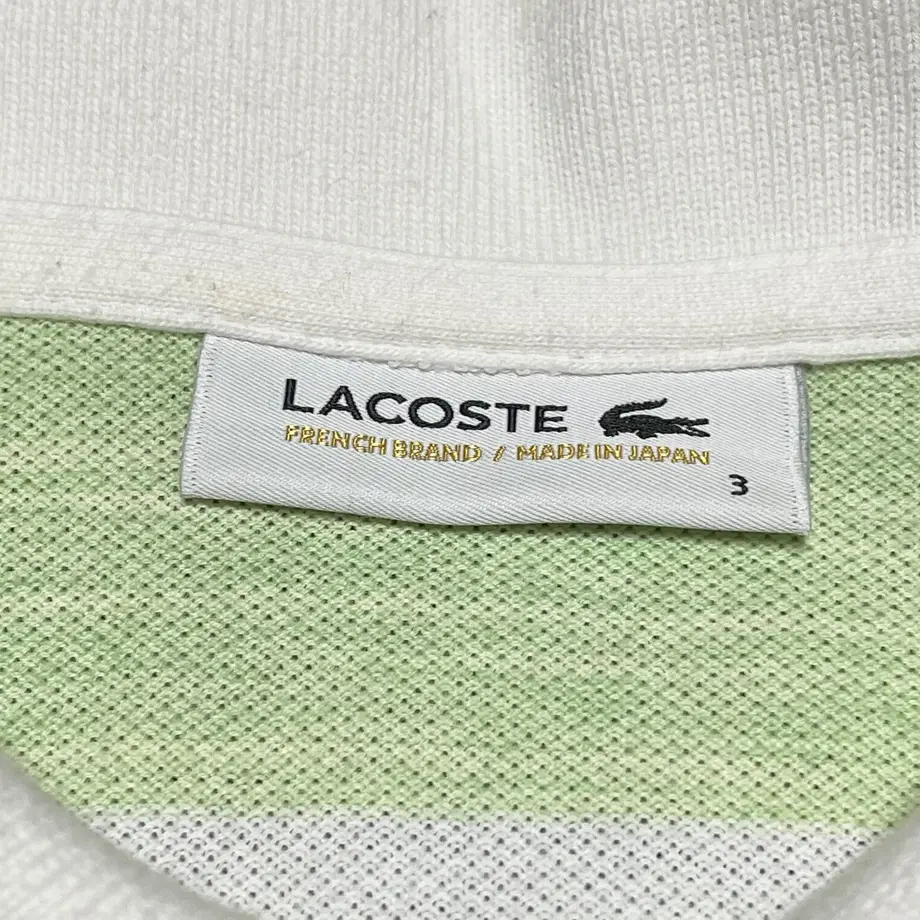 LACOSTE
FRENCH BRAND / MADE IN JAPAN
3